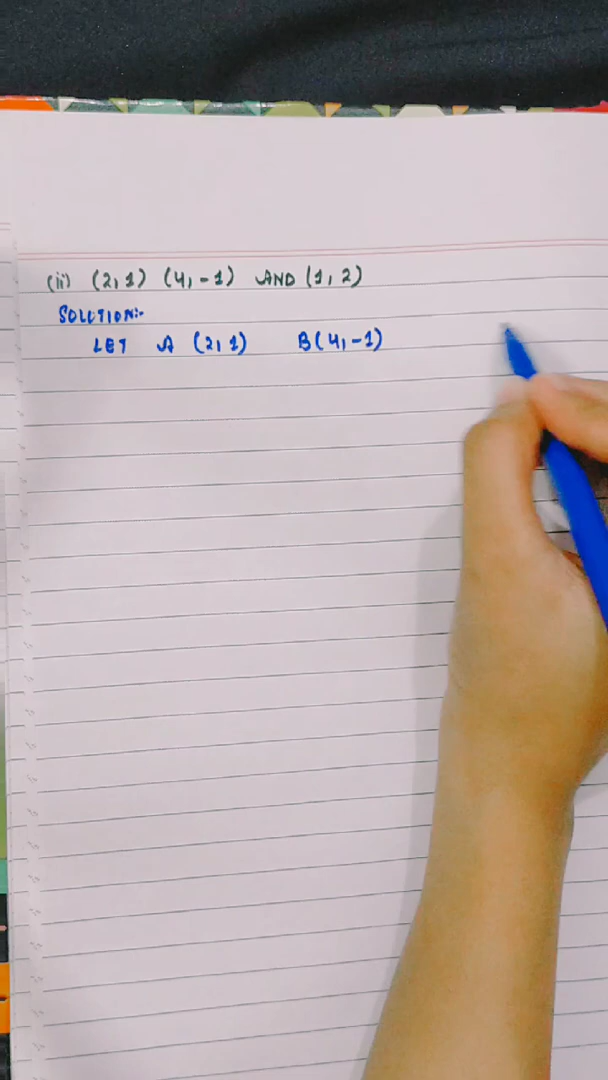 (ii) (2,1) (4,-1) AND (1,2)
SOLUTION:-
LET A (2,1) B(4,-1)